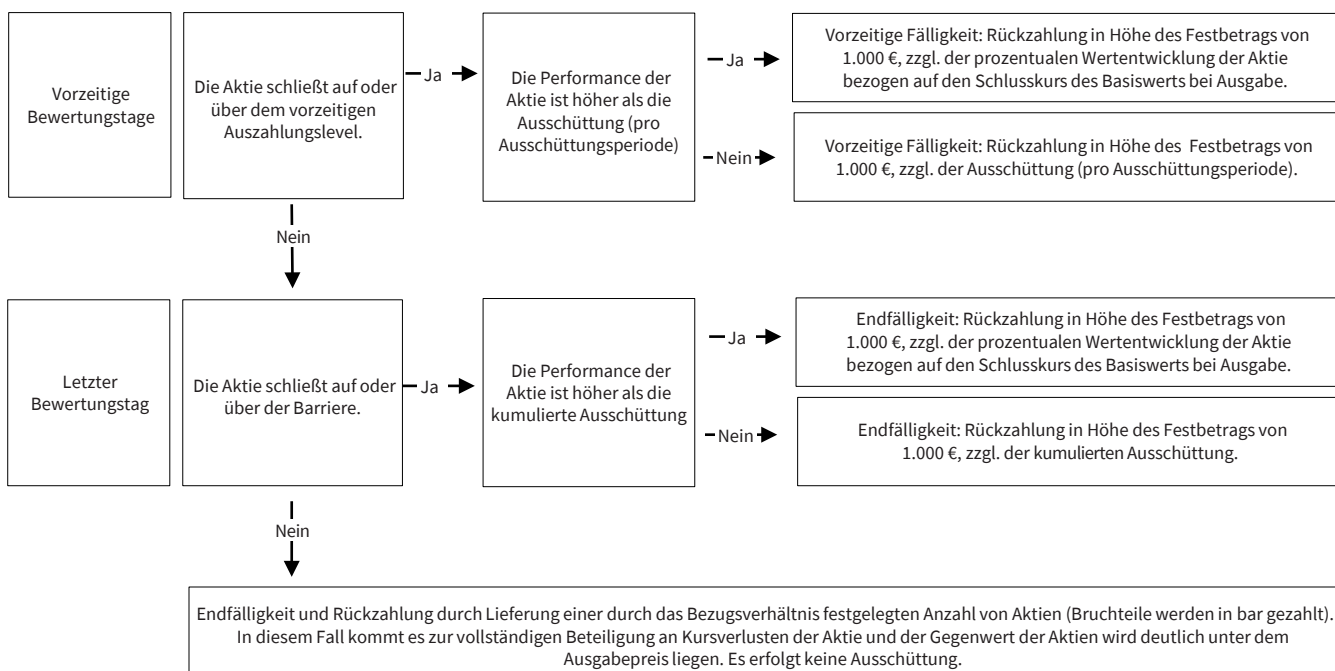 Vorzeitige
Bewertungstage
Die Aktie schließt auf oder
über dem vorzeitigen
Auszahlungslevel.
Ja
Die Performance der
Aktie ist höher als die
Ausschüttung (pro
Ausschüttungsperiode)
Ja
Vorzeitige Fälligkeit: Rückzahlung in Höhe des Festbetrags von
1.000 €, zzgl. der prozentualen Wertentwicklung der Aktie
bezogen auf den Schlusskurs des Basiswerts bei Ausgabe.
Nein
Vorzeitige Fälligkeit: Rückzahlung in Höhe des Festbetrags von
1.000 €, zzgl. der Ausschüttung (pro Ausschüttungsperiode).
Nein
Letzter
Bewertungstag
Die Aktie schließt auf oder
über der Barriere.
Ja
Die Performance der
Aktie ist höher als die
kumulierte Ausschüttung
Ja
Endfälligkeit: Rückzahlung in Höhe des Festbetrags von
1.000 €, zzgl. der prozentualen Wertentwicklung der Aktie
bezogen auf den Schlusskurs des Basiswerts bei Ausgabe.
Nein
Endfälligkeit: Rückzahlung in Höhe des Festbetrags von
1.000 €, zzgl. der kumulierten Ausschüttung.
Nein
Endfälligkeit und Rückzahlung durch Lieferung einer durch das Bezugsverhältnis festgelegten Anzahl von Aktien (Bruchteile werden in bar gezahlt).
In diesem Fall kommt es zur vollständigen Beteiligung an Kursverlusten der Aktie und der Gegenwert der Aktien wird deutlich unter dem
Ausgabepreis liegen. Es erfolgt keine Ausschüttung.